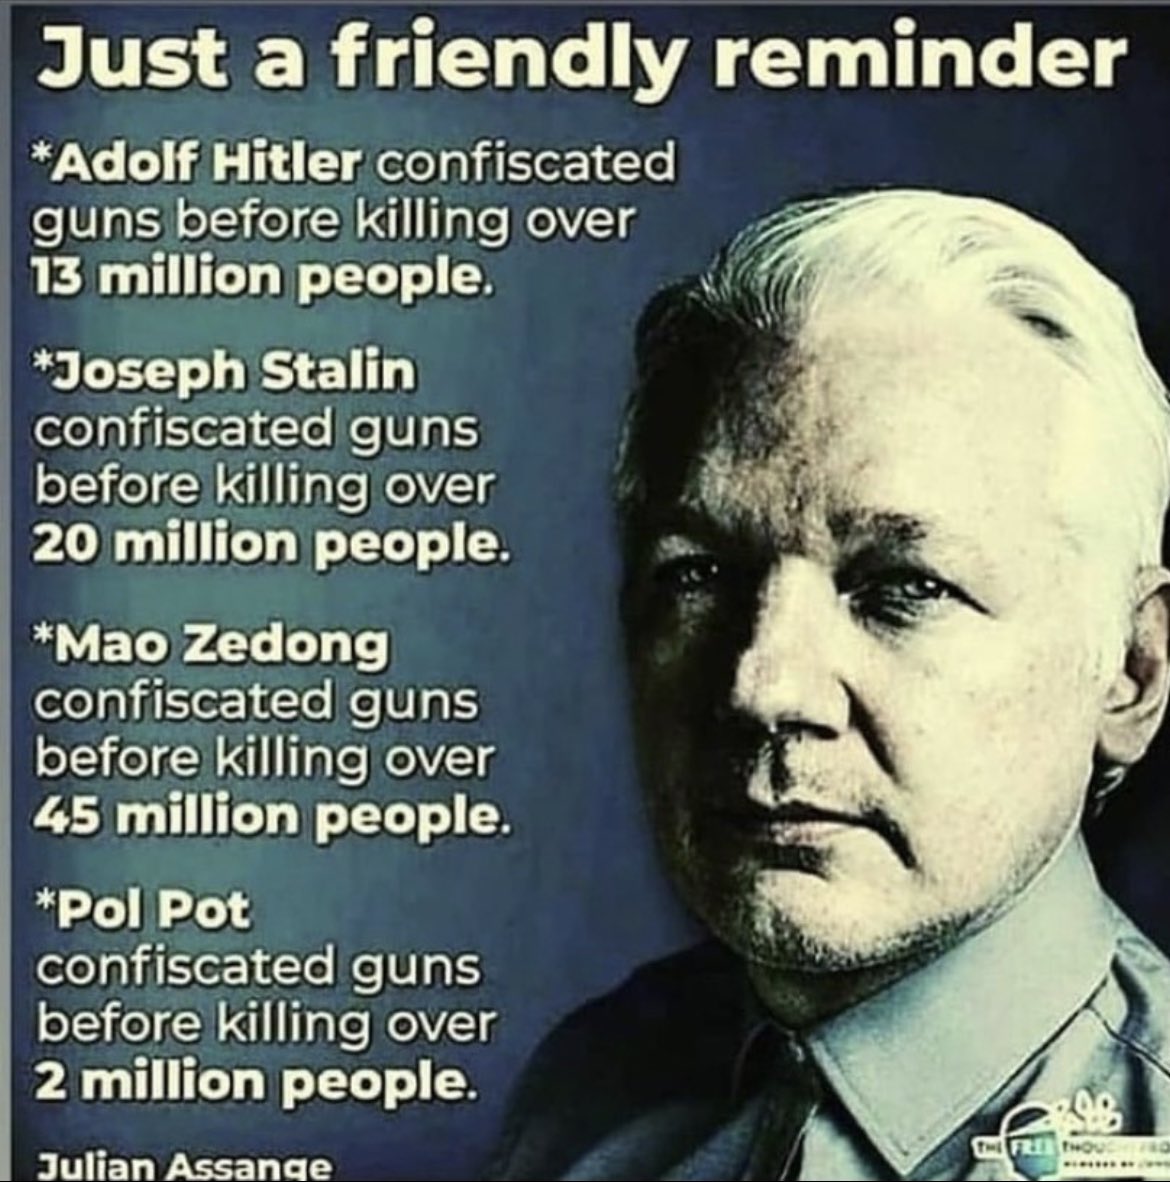 Just a friendly reminder
*Adolf Hitler confiscated
guns before killing over
13 million people.
*Joseph Stalin
confiscated guns
before killing over
20 million people.
*Mao Zedong
confiscated guns
before killing over
45 million people.
*Pol Pot
confiscated guns
before killing over
2 million people.
Julian Assange
THE FREE